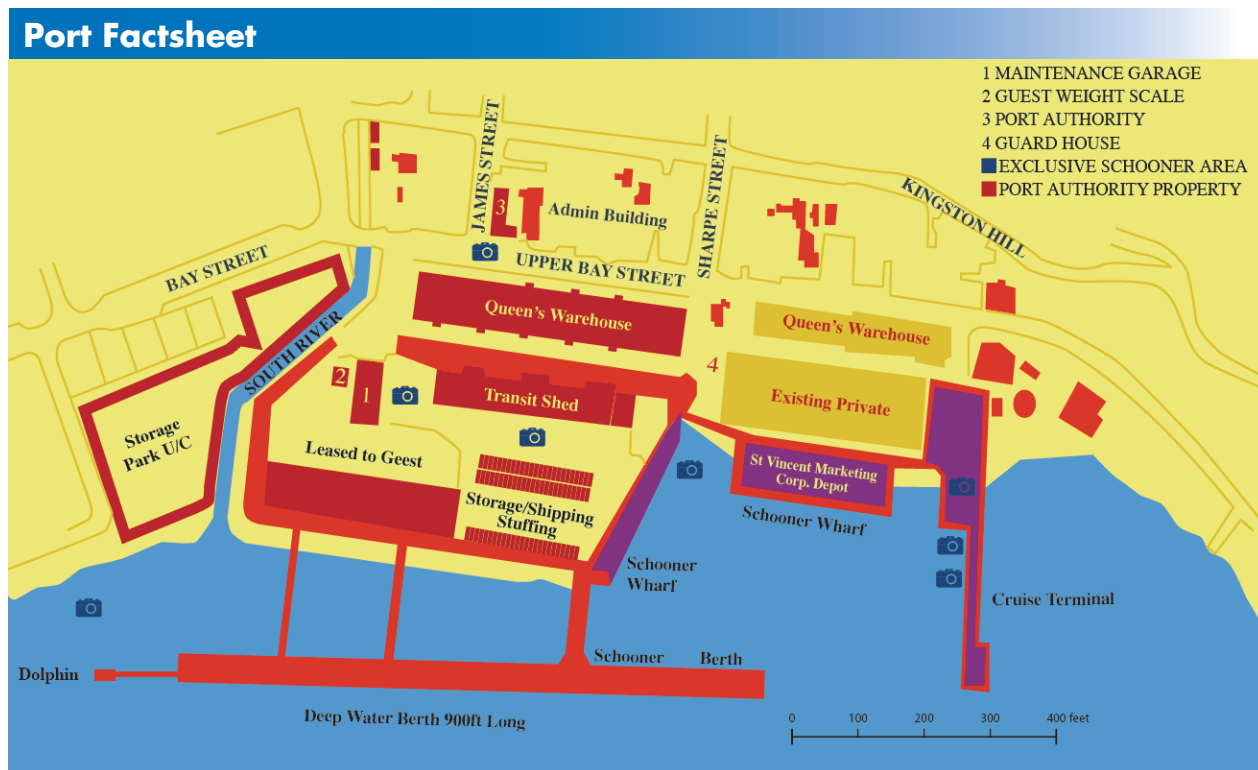 Port Factsheet
1 MAINTENANCE GARAGE
2 GUEST WEIGHT SCALE
3 PORT AUTHORITY
4 GUARD HOUSE
EXCLUSIVE SCHOONER AREA
PORT AUTHORITY PROPERTY
JAMES STREET
SHARPE STREET
KINGSTON HILL
3
Admin Building
BAY STREET
UPPER BAY STREET
Queen's Warehouse
Queen's Warehouse
SOUTH RIVER
4
2
1
Transit Shed
Existing Private
Storage
Park U/C
Leased to Geest
St Vincent Marketing
Corp. Depot
Storage/Shipping
Stuffing
Schooner Wharf
Schooner
Wharf
Cruise Terminal
Dolphin
Schooner Berth
Deep Water Berth 900ft Long
0 100 200 300 400 feet